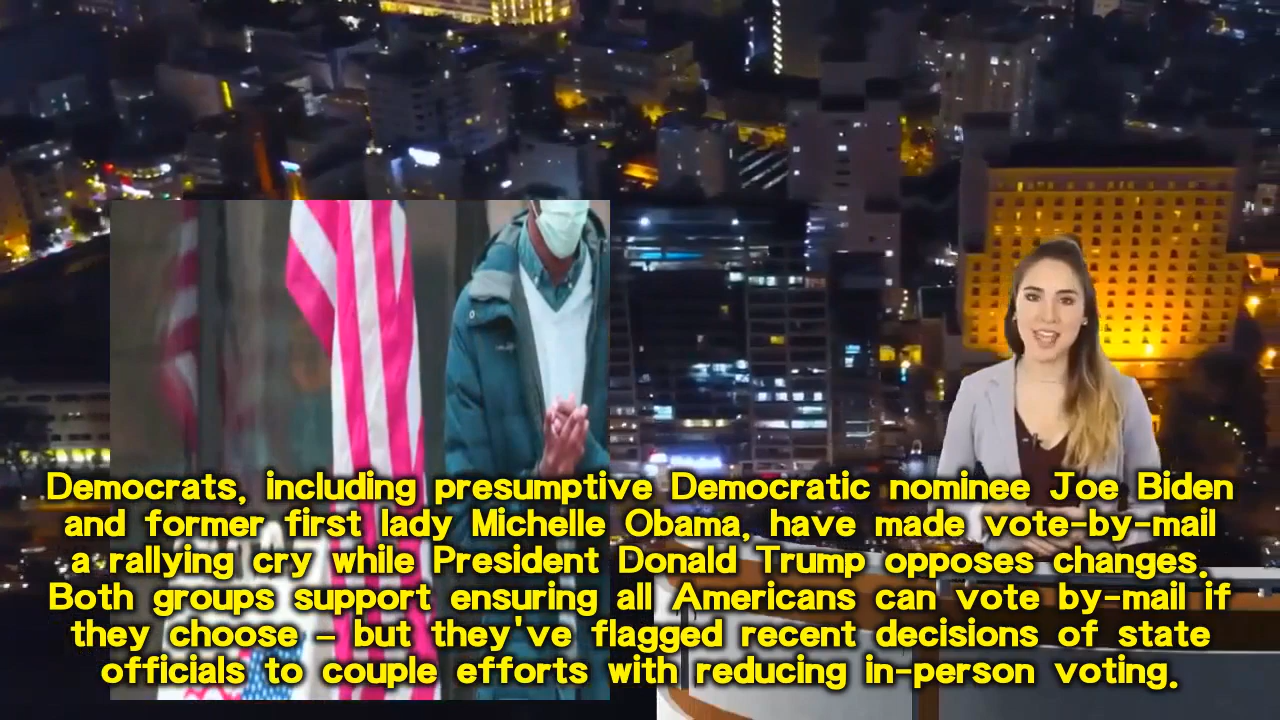 Democrats, including presumptive Democratic nominee Joe Biden
and former first lady Michelle Obama, have made vote-by-mail
a rallying cry while President Donald Trump opposes changes.
Both groups support ensuring all Americans can vote by-mail if
they choose – but they've flagged recent decisions of state
officials to couple efforts with reducing in-person voting.